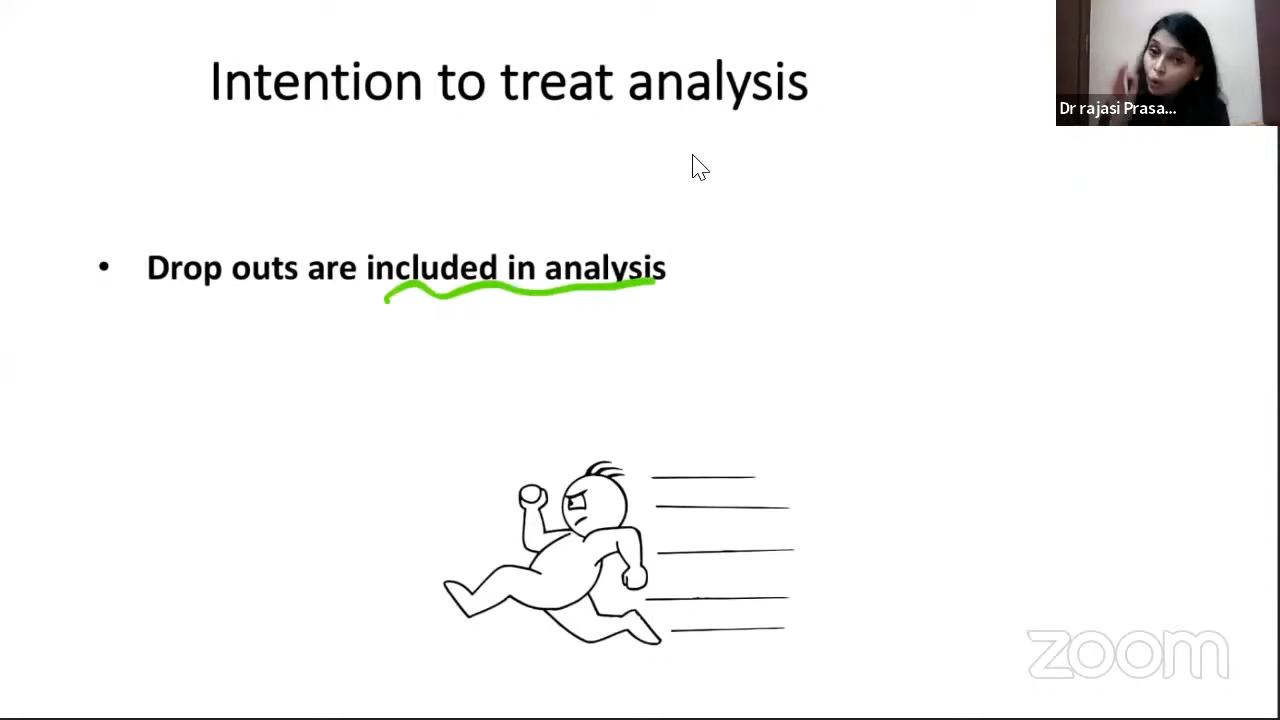 Intention to treat analysis
Dr rajasi Prasa...
• Drop outs are included in analysis
zoom